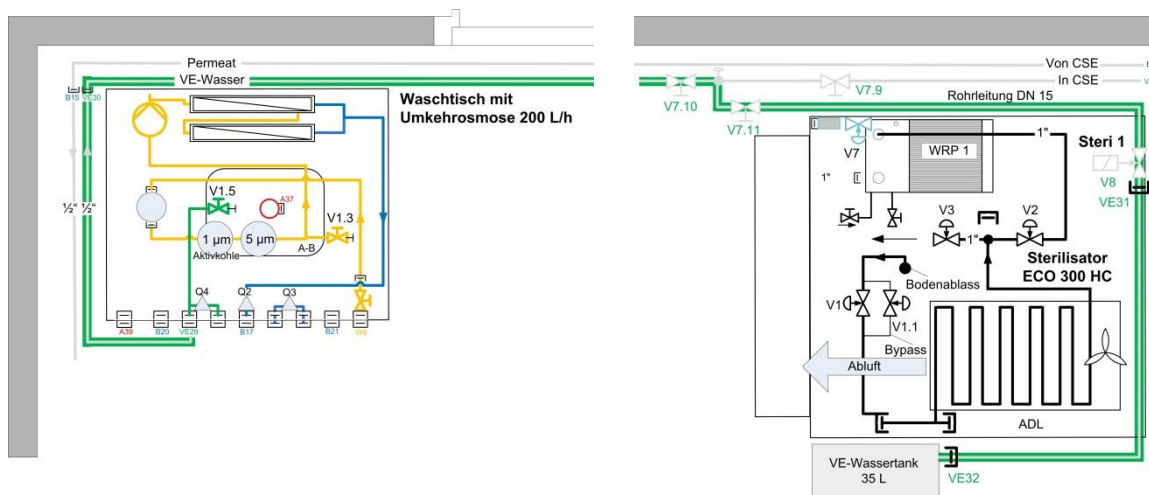 Permeat
VE-Wasser
B15
VE30
Waschtisch mit
Umkehrosmose 200 L/h
½"
½"
V1.5
A37
V1.3
1 µm
5 µm
Aktivkohle
A-B
Q4
Q2
Q3
A39
B20
VE29
B17
B21
W6
Von CSE
In CSE
V7.10
V7.9
V7.11
Rohrleitung DN 15
V7
WRP 1
1"
Steri 1
1"
V8
VE31
V3
V2
1"
Sterilisator
ECO 300 HC
Bodenablass
V1
V1.1
Bypass
Abluft
ADL
VE-Wassertank
35 L
VE32